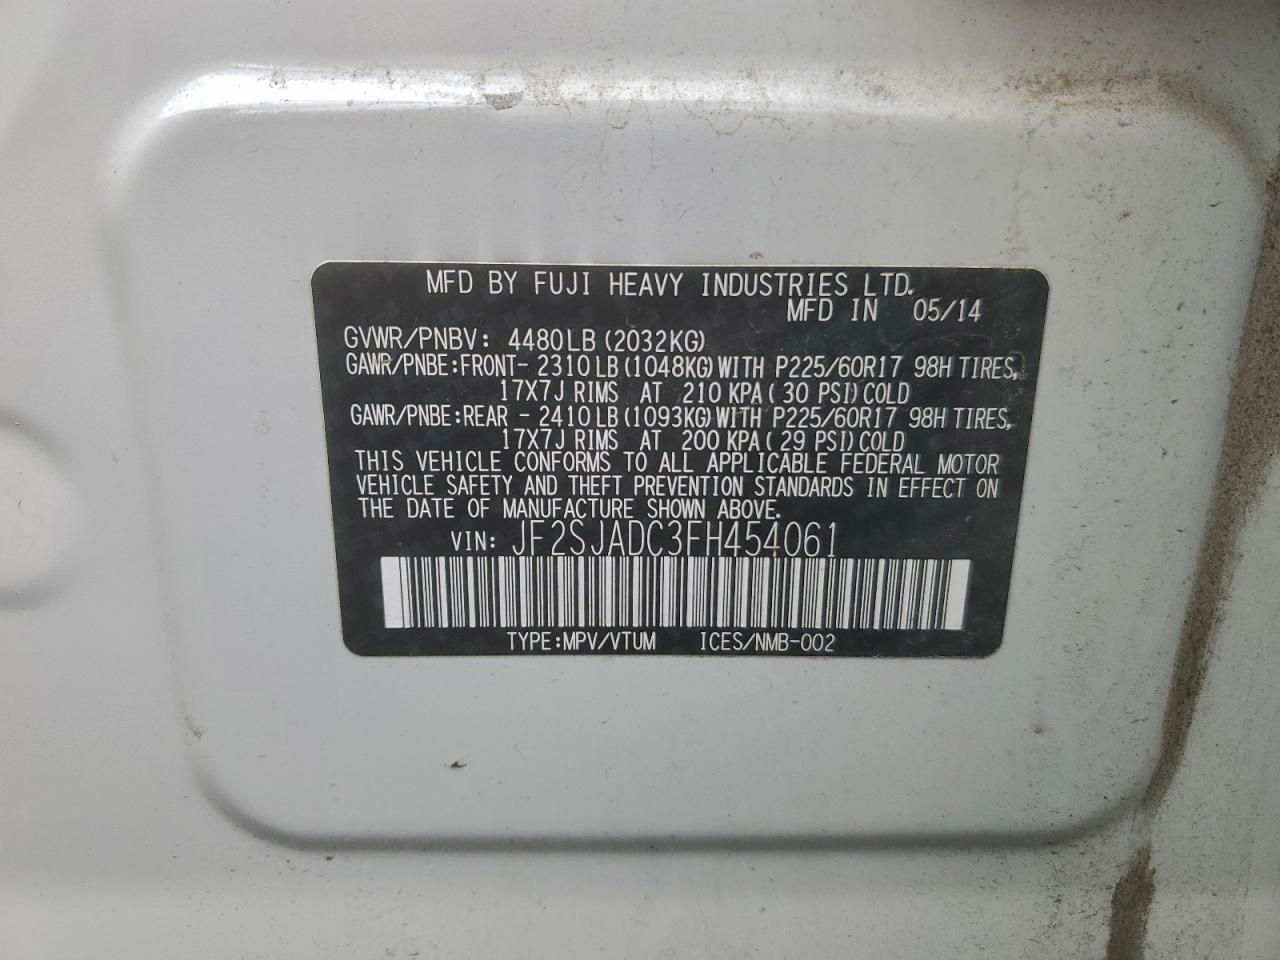 MFD BY FUJI HEAVY INDUSTRIES LTD.
MFD IN 05/14
GVWR/PNBV: 4480LB (2032KG)
GAWR/PNBE:FRONT- 2310LB (1048KG) WITH P225/60R17 98H TIRES,
17X7J RIMS AT 210 KPA ( 30 PSI) COLD
GAWR/PNBE:REAR - 2410LB (1093KG) WITH P225/60R17 98H TIRES,
17X7J RIMS AT 200 KPA ( 29 PSI) COLD
THIS VEHICLE CONFORMS TO ALL APPLICABLE FEDERAL MOTOR
VEHICLE SAFETY AND THEFT PREVENTION STANDARDS IN EFFECT ON
THE DATE OF MANUFACTURE SHOWN ABOVE.
VIN: JF2SJADC3FH454061
TYPE:MPV/VTUM ICES/NMB-002